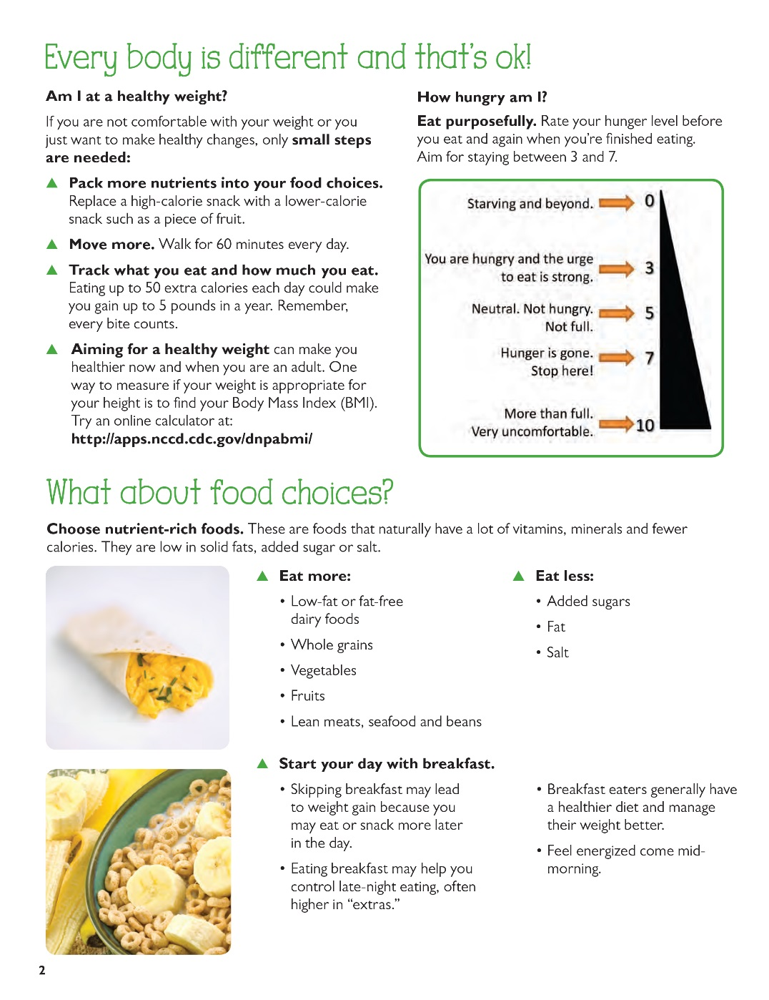 Every body is different and that's ok!
Am I at a healthy weight?
If you are not comfortable with your weight or you
just want to make healthy changes, only small steps
are needed:
▲ Pack more nutrients into your food choices.
Replace a high-calorie snack with a lower-calorie
snack such as a piece of fruit.
▲ Move more. Walk for 60 minutes every day.
▲ Track what you eat and how much you eat.
Eating up to 50 extra calories each day could make
you gain up to 5 pounds in a year. Remember,
every bite counts.
▲ Aiming for a healthy weight can make you
healthier now and when you are an adult. One
way to measure if your weight is appropriate for
your height is to find your Body Mass Index (BMI).
Try an online calculator at:
http://apps.nccd.cdc.gov/dnpabmi/
How hungry am I?
Eat purposefully. Rate your hunger level before
you eat and again when you're finished eating.
Aim for staying between 3 and 7.
Starving and beyond. 0
You are hungry and the urge
to eat is strong. 3
Neutral. Not hungry. 5
Not full.
Hunger is gone. 7
Stop here!
More than full.
Very uncomfortable. 10
What about food choices?
Choose nutrient-rich foods. These are foods that naturally have a lot of vitamins, minerals and fewer
calories. They are low in solid fats, added sugar or salt.
▲ Eat more:
• Low-fat or fat-free
dairy foods
• Whole grains
• Vegetables
• Fruits
• Lean meats, seafood and beans
▲ Eat less:
• Added sugars
• Fat
• Salt
▲ Start your day with breakfast.
• Skipping breakfast may lead
to weight gain because you
may eat or snack more later
in the day.
• Eating breakfast may help you
control late-night eating, often
higher in “extras.”
• Breakfast eaters generally have
a healthier diet and manage
their weight better.
• Feel energized come mid-
morning.
2